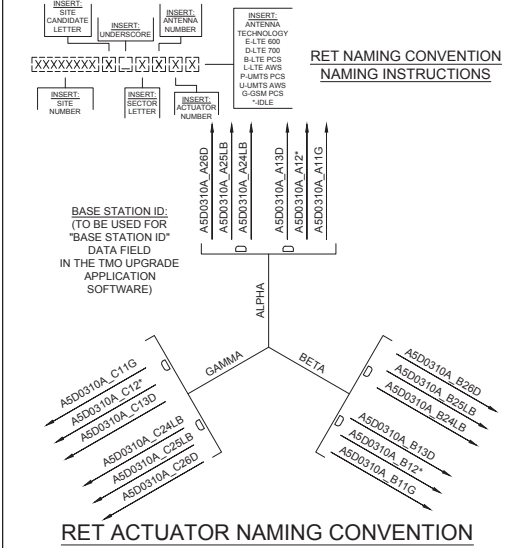 INSERT:
SITE
CANDIDATE
LETTER
INSERT:
UNDERSCORE
INSERT:
ANTENNA
NUMBER
INSERT:
ANTENNA
TECHNOLOGY
E-LTE 600
D-LTE 700
B-LTE PCS
L-LTE AWS
P-UMTS PCS
U-UMTS AWS
G-GSM PCS
*-IDLE
XXXXXXX X _ X X X X
INSERT:
SITE
NUMBER
INSERT:
SECTOR
LETTER
INSERT:
ACTUATOR
NUMBER
RET NAMING CONVENTION
NAMING INSTRUCTIONS
A5D0310A_A26D
A5D0310A_A25LB
A5D0310A_A24LB
A5D0310A_A13D
A5D0310A_A12*
A5D0310A_A11G
BASE STATION ID:
(TO BE USED FOR
"BASE STATION ID"
DATA FIELD
IN THE TMO UPGRADE
APPLICATION
SOFTWARE)
ALPHA
GAMMA
BETA
A5D0310A_C11G
A5D0310A_C12*
A5D0310A_C13D
A5D0310A_C24LB
A5D0310A_C25LB
A5D0310A_C26D
A5D0310A_B26D
A5D0310A_B25LB
A5D0310A_B24LB
A5D0310A_B13D
A5D0310A_B12*
A5D0310A_B11G
RET ACTUATOR NAMING CONVENTION